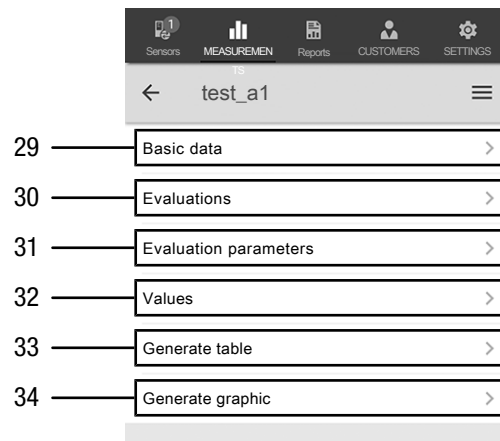 1
Sensors MEASUREMEN Reports CUSTOMERS SETTINGS
TS
test_a1
29 Basic data
30 Evaluations
31 Evaluation parameters
32 Values
33 Generate table
34 Generate graphic